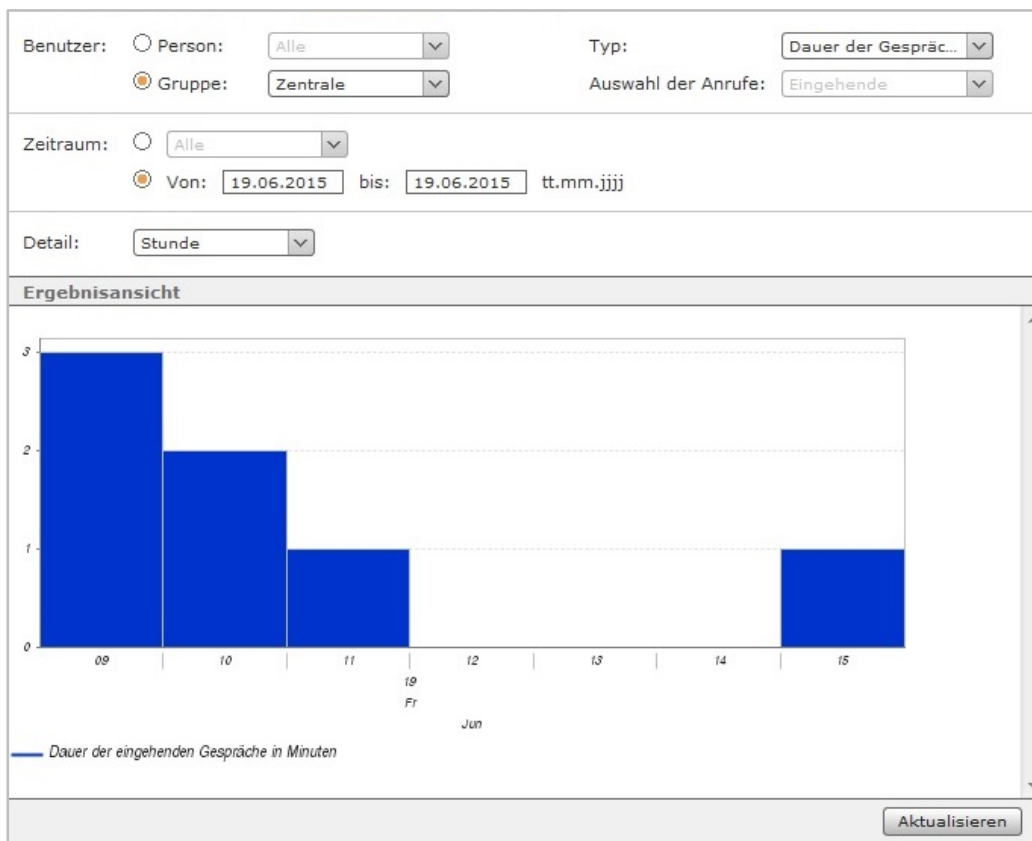 Benutzer: Person: Alle Typ: Dauer der Gespräc...
Gruppe: Zentrale Auswahl der Anrufe: Eingehende
Zeitraum: Alle
Von: 19.06.2015 bis: 19.06.2015 tt.mm.jjjj
Detail: Stunde
Ergebnisansicht
3
2
1
0
09 10 11 12 13 14 15
19
Fr
Jun
Dauer der eingehenden Gespräche in Minuten
Aktualisieren